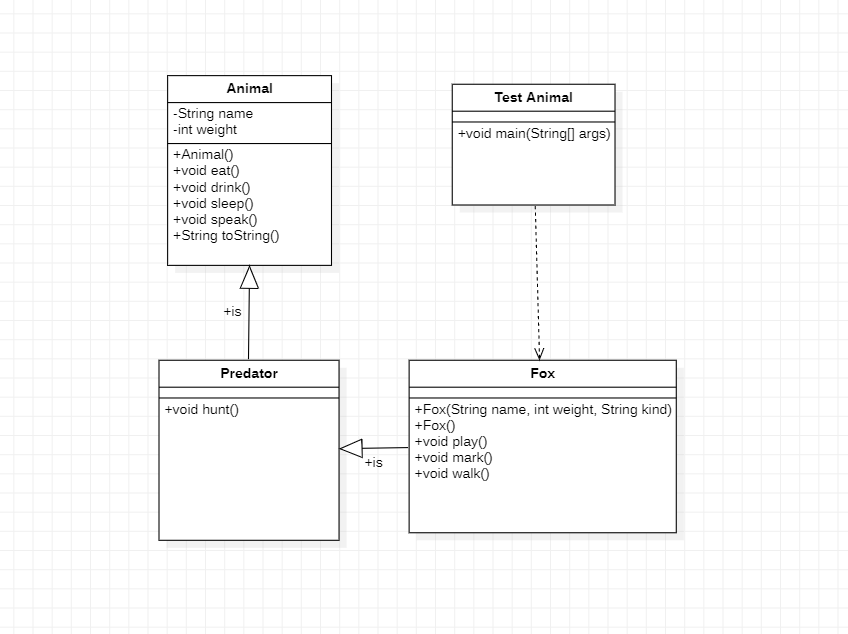 Animal
-String name
-int weight
+Animal()
+void eat()
+void drink()
+void sleep()
+void speak()
+String toString()
Test Animal
+void main(String[] args)
+is
Predator
+void hunt()
+is
Fox
+Fox(String name, int weight, String kind)
+Fox()
+void play()
+void mark()
+void walk()